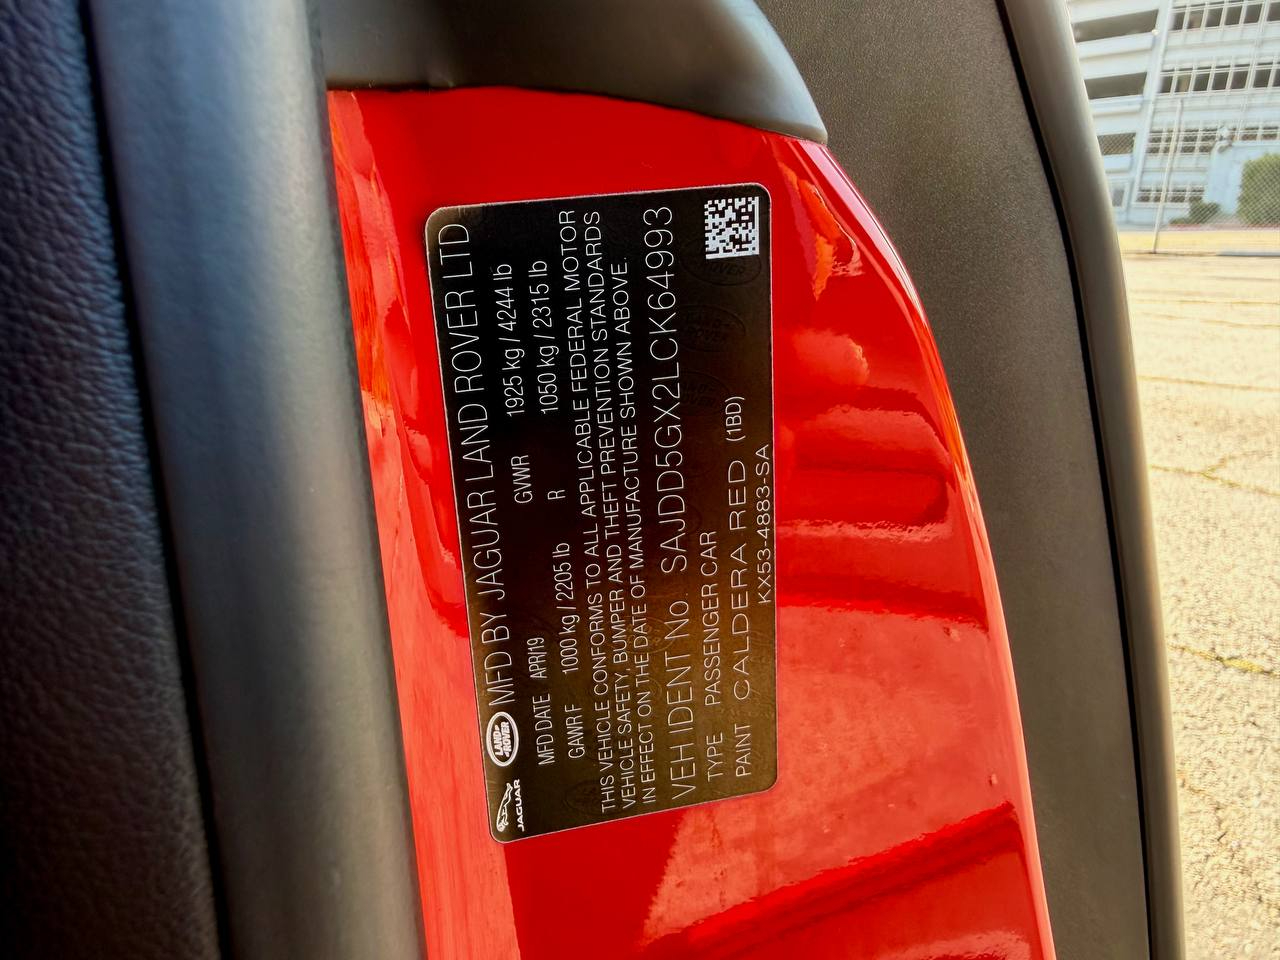 JAGUAR LAND-ROVER MFD BY JAGUAR LAND ROVER LTD
MFD DATE APR/19 GVWR 1925 kg / 4244 lb
GAWR F 1000 kg / 2205 lb R 1050 kg / 2315 lb
THIS VEHICLE CONFORMS TO ALL APPLICABLE FEDERAL MOTOR
VEHICLE SAFETY, BUMPER AND THEFT PREVENTION STANDARDS
IN EFFECT ON THE DATE OF MANUFACTURE SHOWN ABOVE.
VEH IDENT No SAJDD5GX2LCK64993
TYPE PASSENGER CAR
PAINT CALDERA RED (1BD)
KX53-4883-SA